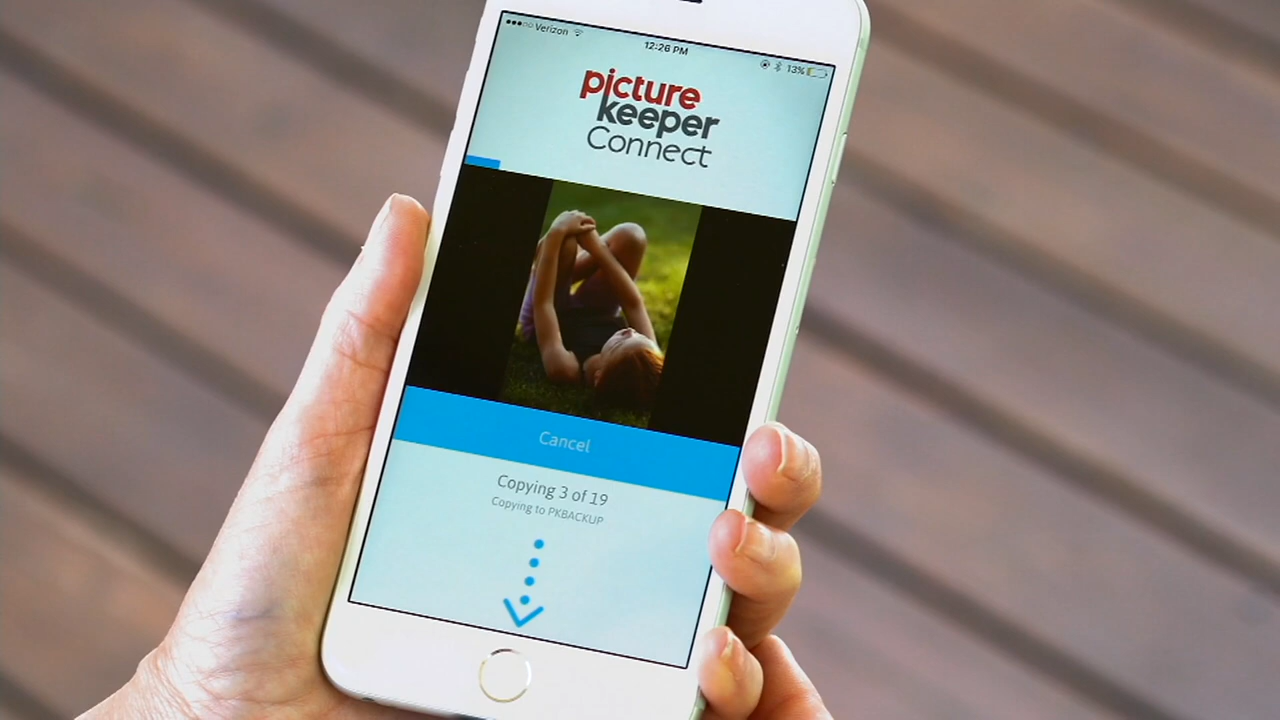 Verizon
12:26 PM
13%
picture
keeper
Connect
Cancel
Copying 3 of 19
Copying to PKBACKUP